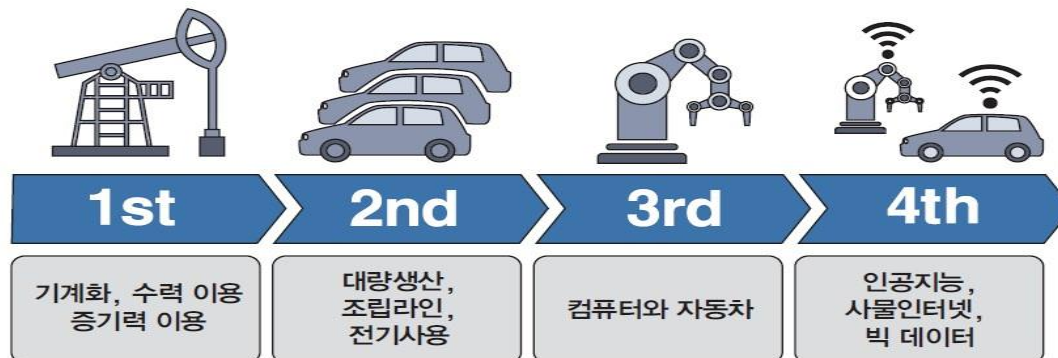 1st
2nd
3rd
4th
기계화, 수력 이용
증기력 이용
대량생산,
조립라인,
전기사용
컴퓨터와 자동차
인공지능,
사물인터넷,
빅 데이터